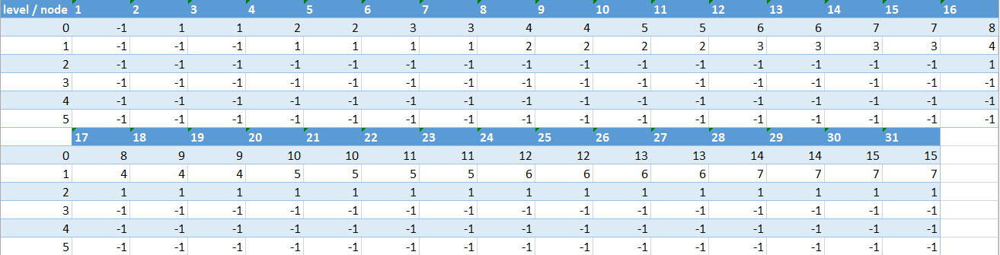 level / node 1 2 3 4 5 6 7 8 9 10 11 12 13 14 15 16
0 -1 1 1 2 2 3 3 4 4 5 5 6 6 7 7 8
1 -1 -1 -1 1 1 1 1 2 2 2 2 3 3 3 3 4
2 -1 -1 -1 -1 -1 -1 -1 -1 -1 -1 -1 -1 -1 -1 -1 1
3 -1 -1 -1 -1 -1 -1 -1 -1 -1 -1 -1 -1 -1 -1 -1 -1
4 -1 -1 -1 -1 -1 -1 -1 -1 -1 -1 -1 -1 -1 -1 -1 -1
5 -1 -1 -1 -1 -1 -1 -1 -1 -1 -1 -1 -1 -1 -1 -1 -1
17 18 19 20 21 22 23 24 25 26 27 28 29 30 31
0 8 9 9 10 10 11 11 12 12 13 13 14 14 15 15
1 4 4 4 5 5 5 5 6 6 6 6 7 7 7 7
2 1 1 1 1 1 1 1 1 1 1 1 1 1 1 1
3 -1 -1 -1 -1 -1 -1 -1 -1 -1 -1 -1 -1 -1 -1 -1
4 -1 -1 -1 -1 -1 -1 -1 -1 -1 -1 -1 -1 -1 -1 -1
5 -1 -1 -1 -1 -1 -1 -1 -1 -1 -1 -1 -1 -1 -1 -1